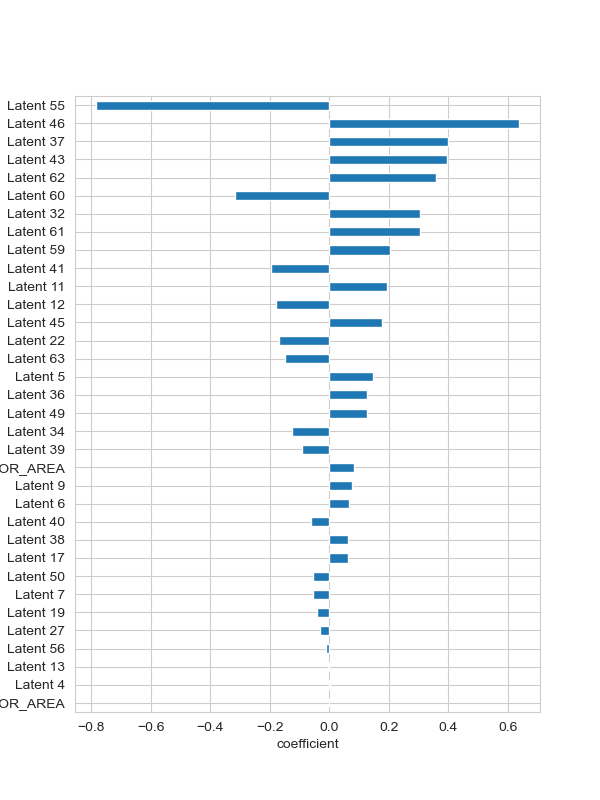 Latent 55
Latent 46
Latent 37
Latent 43
Latent 62
Latent 60
Latent 32
Latent 61
Latent 59
Latent 41
Latent 11
Latent 12
Latent 45
Latent 22
Latent 63
Latent 5
Latent 36
Latent 49
Latent 34
Latent 39
OR_AREA
Latent 9
Latent 6
Latent 40
Latent 38
Latent 17
Latent 50
Latent 7
Latent 19
Latent 27
Latent 56
Latent 13
Latent 4
OR_AREA
−0.8 −0.6 −0.4 −0.2 0.0 0.2 0.4 0.6
coefficient